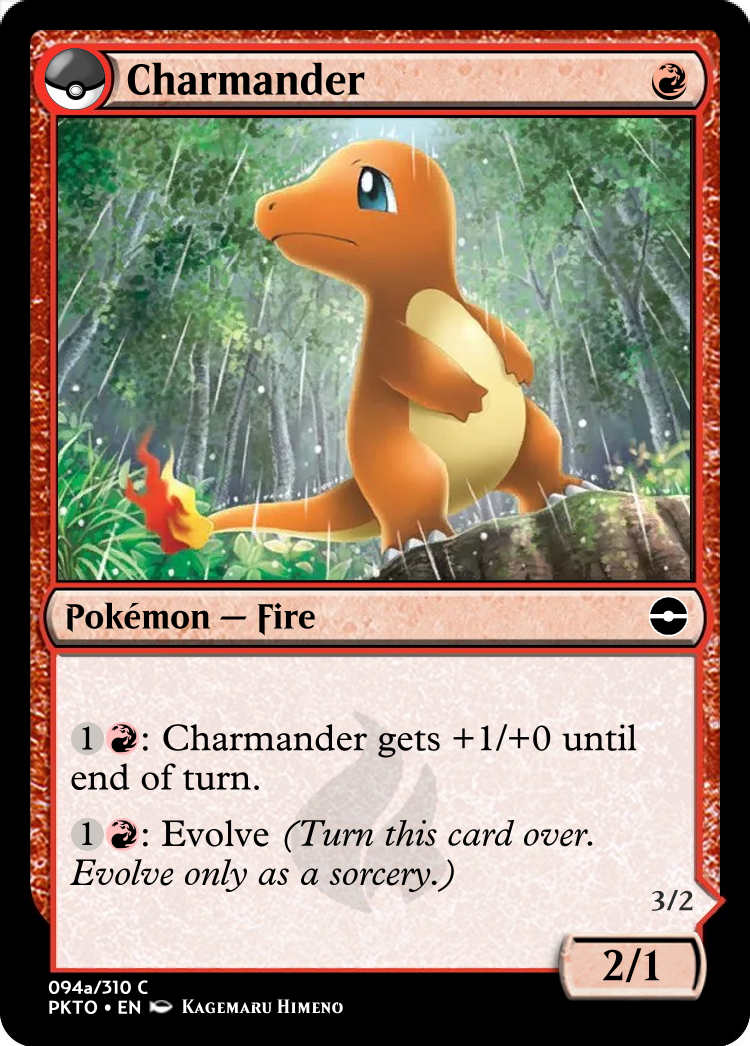 Charmander
Pokémon — Fire
1 : Charmander gets +1/+0 until
end of turn.
1 : Evolve (Turn this card over.
Evolve only as a sorcery.)
3/2
2/1
094a/310 C
PKTO • EN Kagemaru Himeno